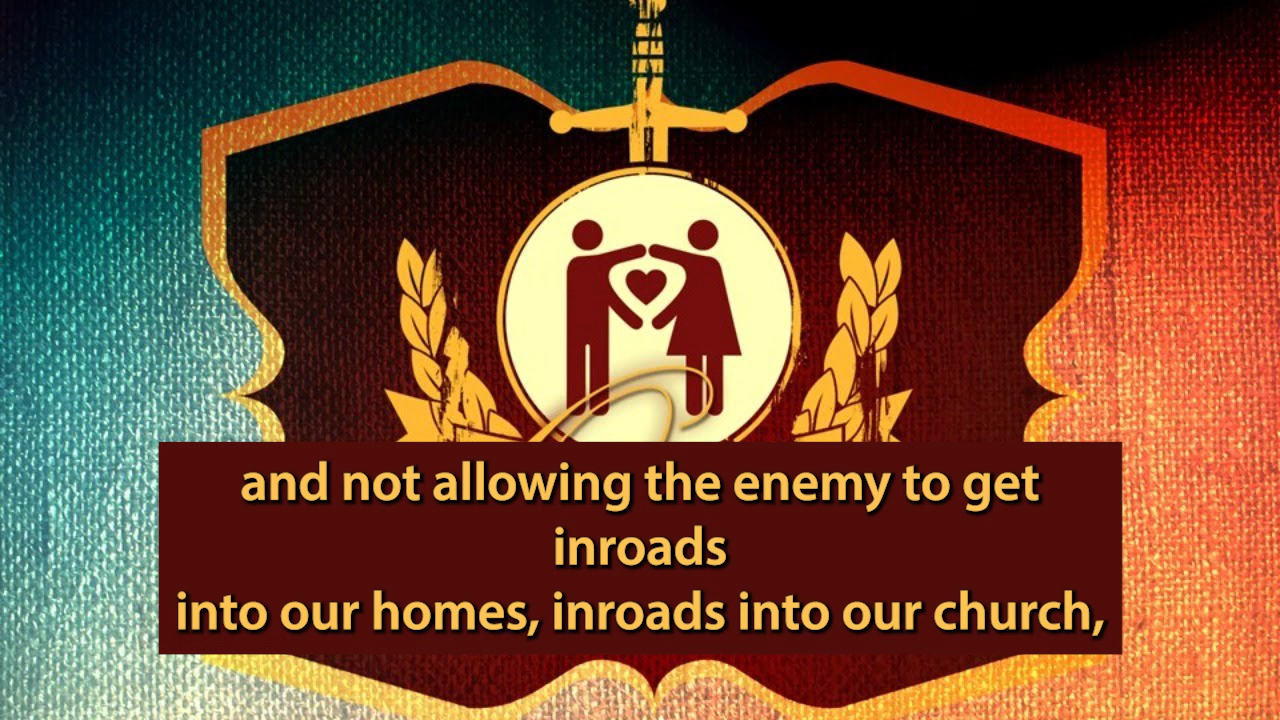 and not allowing the enemy to get
inroads
into our homes, inroads into our church,